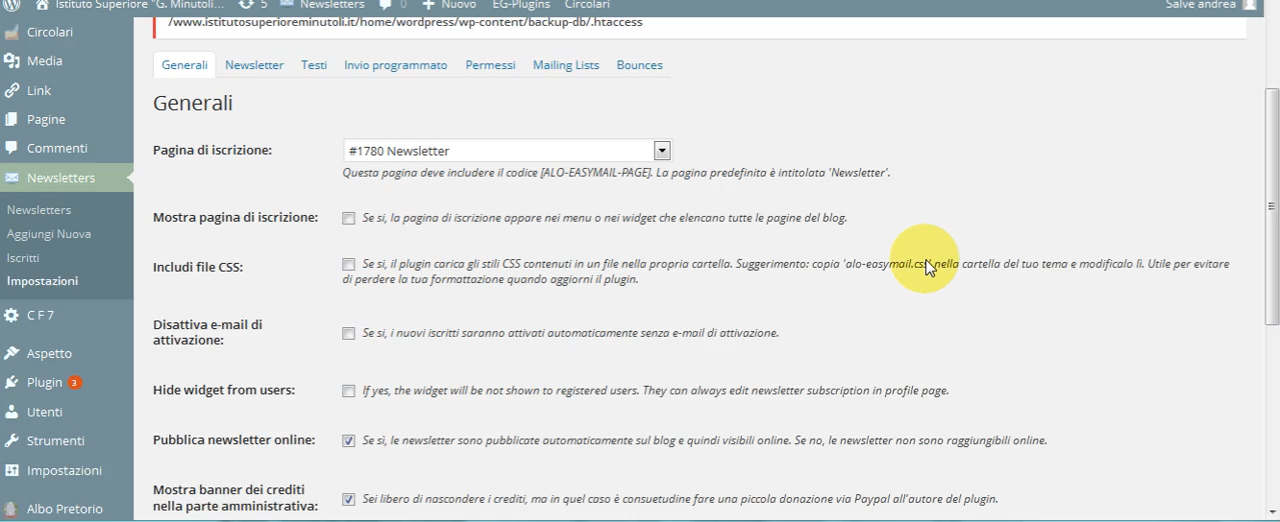 Istituto Superiore "G. Minutoli... 5 Newsletters 0 Nuovo EG-Plugins Circolari Salve andrea
/www.istitutosuperioreminutoli.it/home/wordpress/wp-content/backup-db/.htaccess
Circolari
Media
Link
Pagine
Commenti
Newsletters
Newsletters
Aggiungi Nuova
Iscritti
Impostazioni
C F 7
Aspetto
Plugin 3
Utenti
Strumenti
Impostazioni
Albo Pretorio
Generali Newsletter Testi Invio programmato Permessi Mailing Lists Bounces
Generali
Pagina di iscrizione: #1780 Newsletter
Questa pagina deve includere il codice [ALO-EASYMAIL-PAGE]. La pagina predefinita è intitolata 'Newsletter'.
Mostra pagina di iscrizione: Se si, la pagina di iscrizione appare nei menu o nei widget che elencano tutte le pagine del blog.
Includi file CSS: Se si, il plugin carica gli stili CSS contenuti in un file nella propria cartella. Suggerimento: copia 'alo-easymail.css' nella cartella del tuo tema e modificalo lì. Utile per evitare
di perdere la tua formattazione quando aggiorni il plugin.
Disattiva e-mail di
attivazione: Se si, i nuovi iscritti saranno attivati automaticamente senza e-mail di attivazione.
Hide widget from users: If yes, the widget will be not shown to registered users. They can always edit newsletter subscription in profile page.
Pubblica newsletter online: Se sì, le newsletter sono pubblicate automaticamente sul blog e quindi visibili online. Se no, le newsletter non sono raggiungibili online.
Mostra banner dei crediti
nella parte amministrativa: Sei libero di nascondere i crediti, ma in quel caso è consuetudine fare una piccola donazione via Paypal all'autore del plugin.